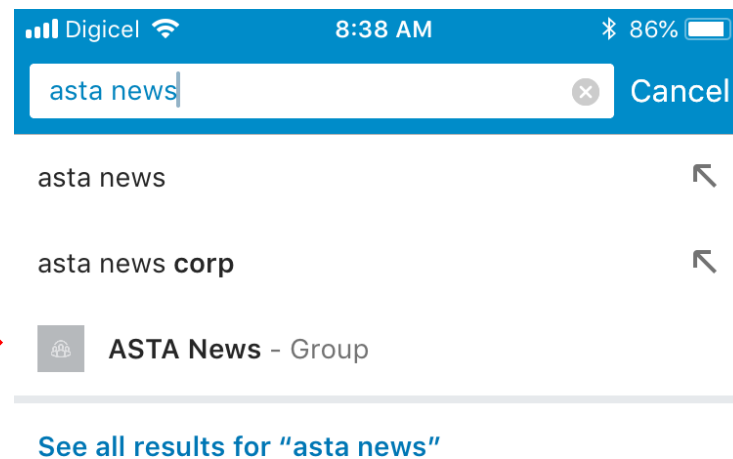 Digicel 8:38 AM 86%
asta news Cancel
asta news
asta news corp
ASTA News - Group
See all results for “asta news”